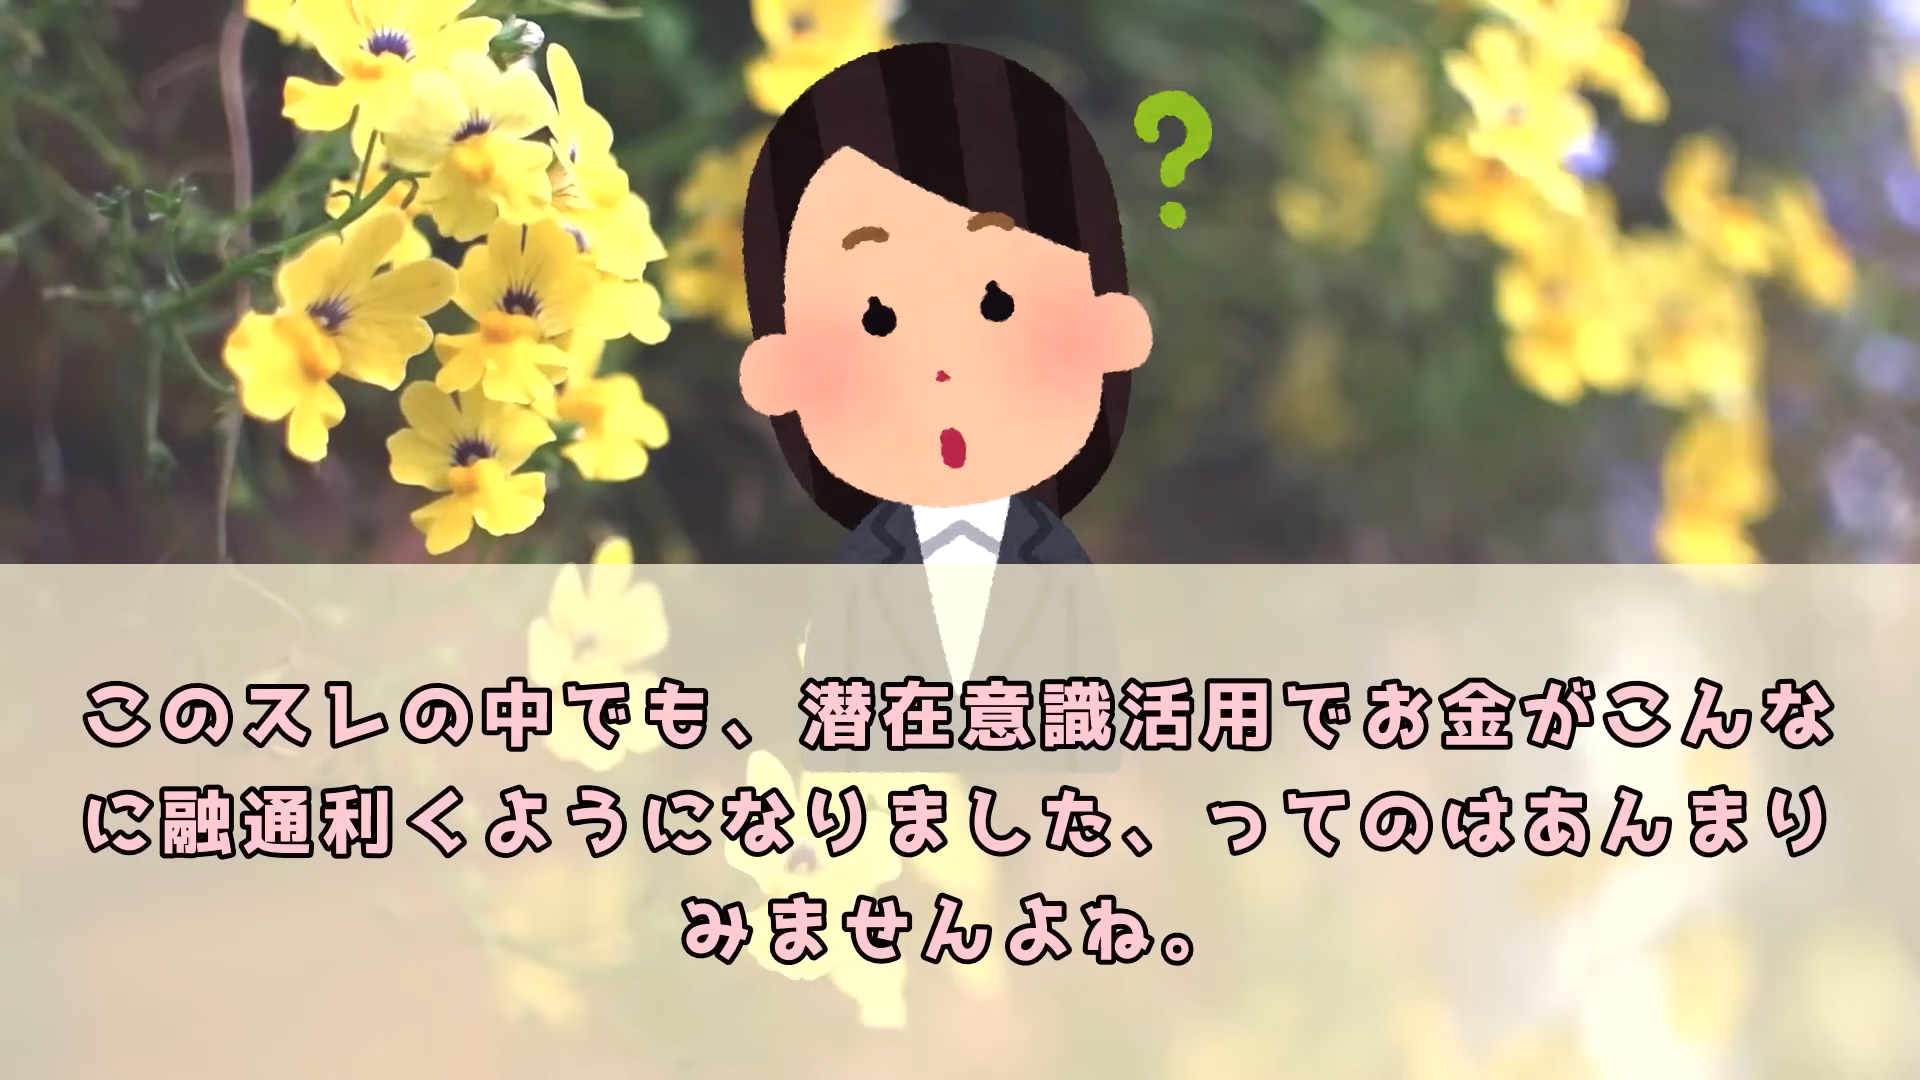 このスレの中でも、潜在意識活用でお金がこんな
に融通利くようになりました、ってのはあんまり
みませんよね。